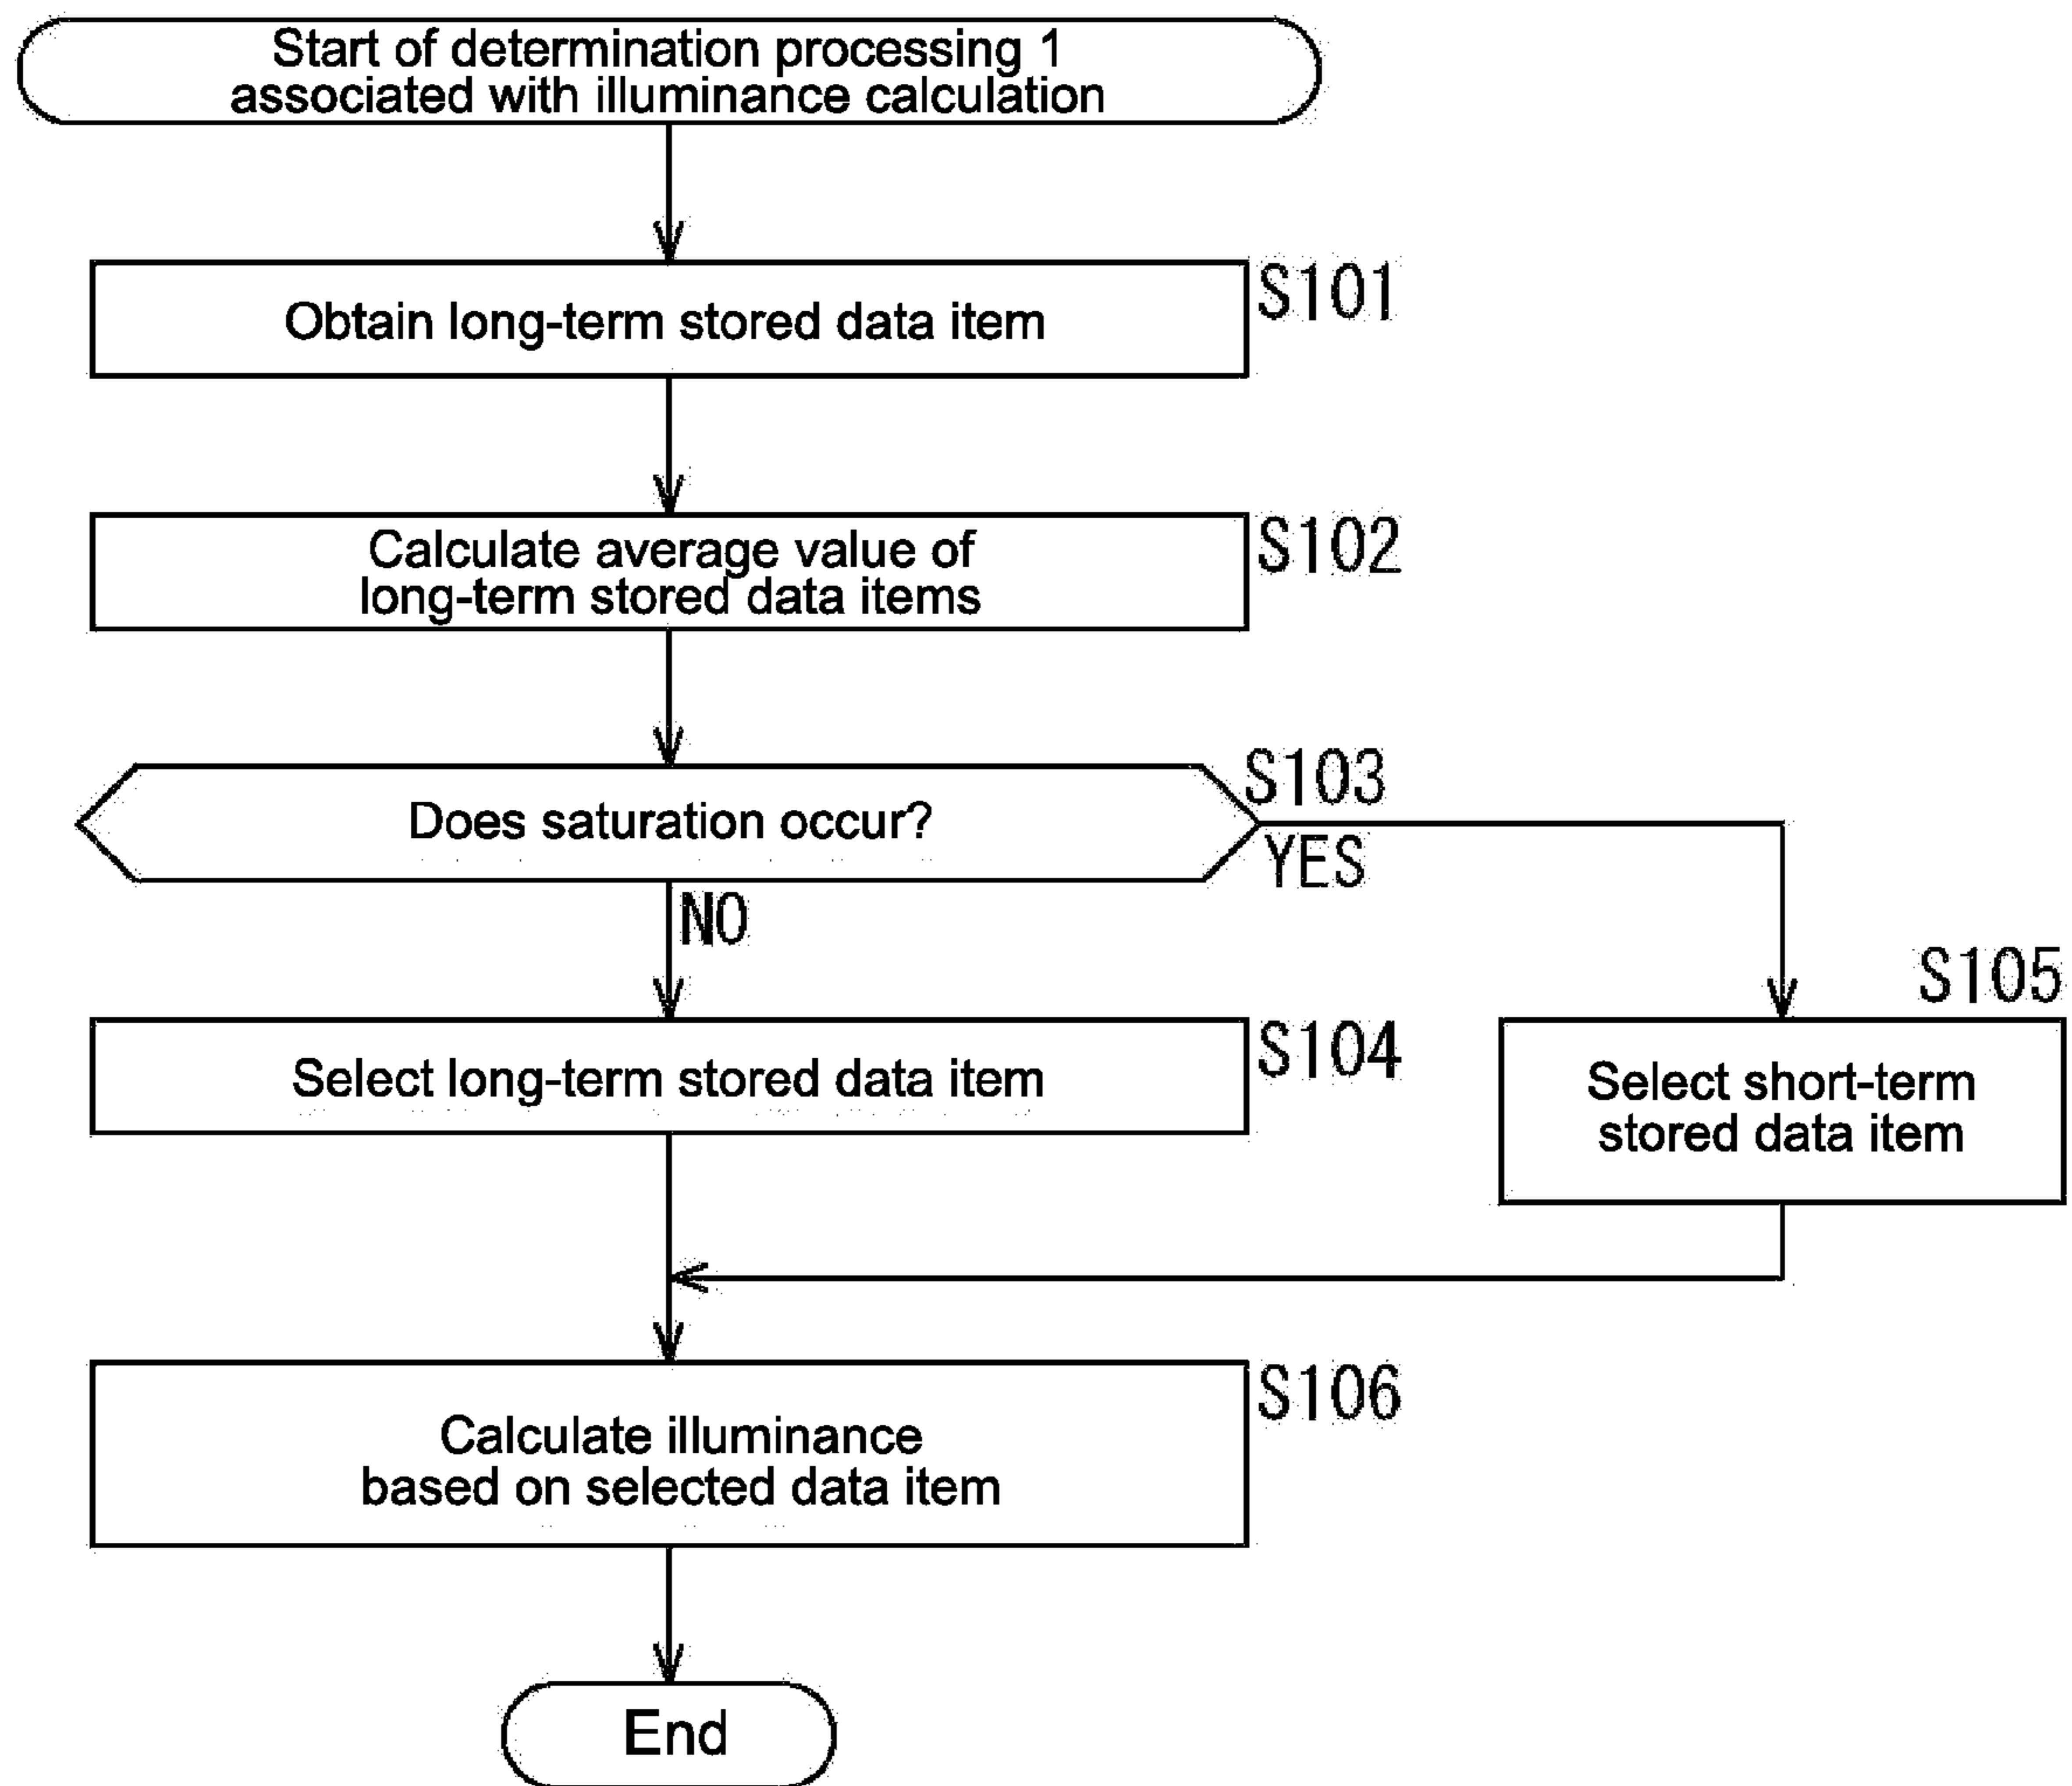 Start of determination processing 1
associated with illuminance calculation
Obtain long-term stored data item
S101
Calculate average value of
long-term stored data items
S102
Does saturation occur?
S103
YES
NO
Select long-term stored data item
S104
S105
Select short-term
stored data item
Calculate illuminance
based on selected data item
S106
End